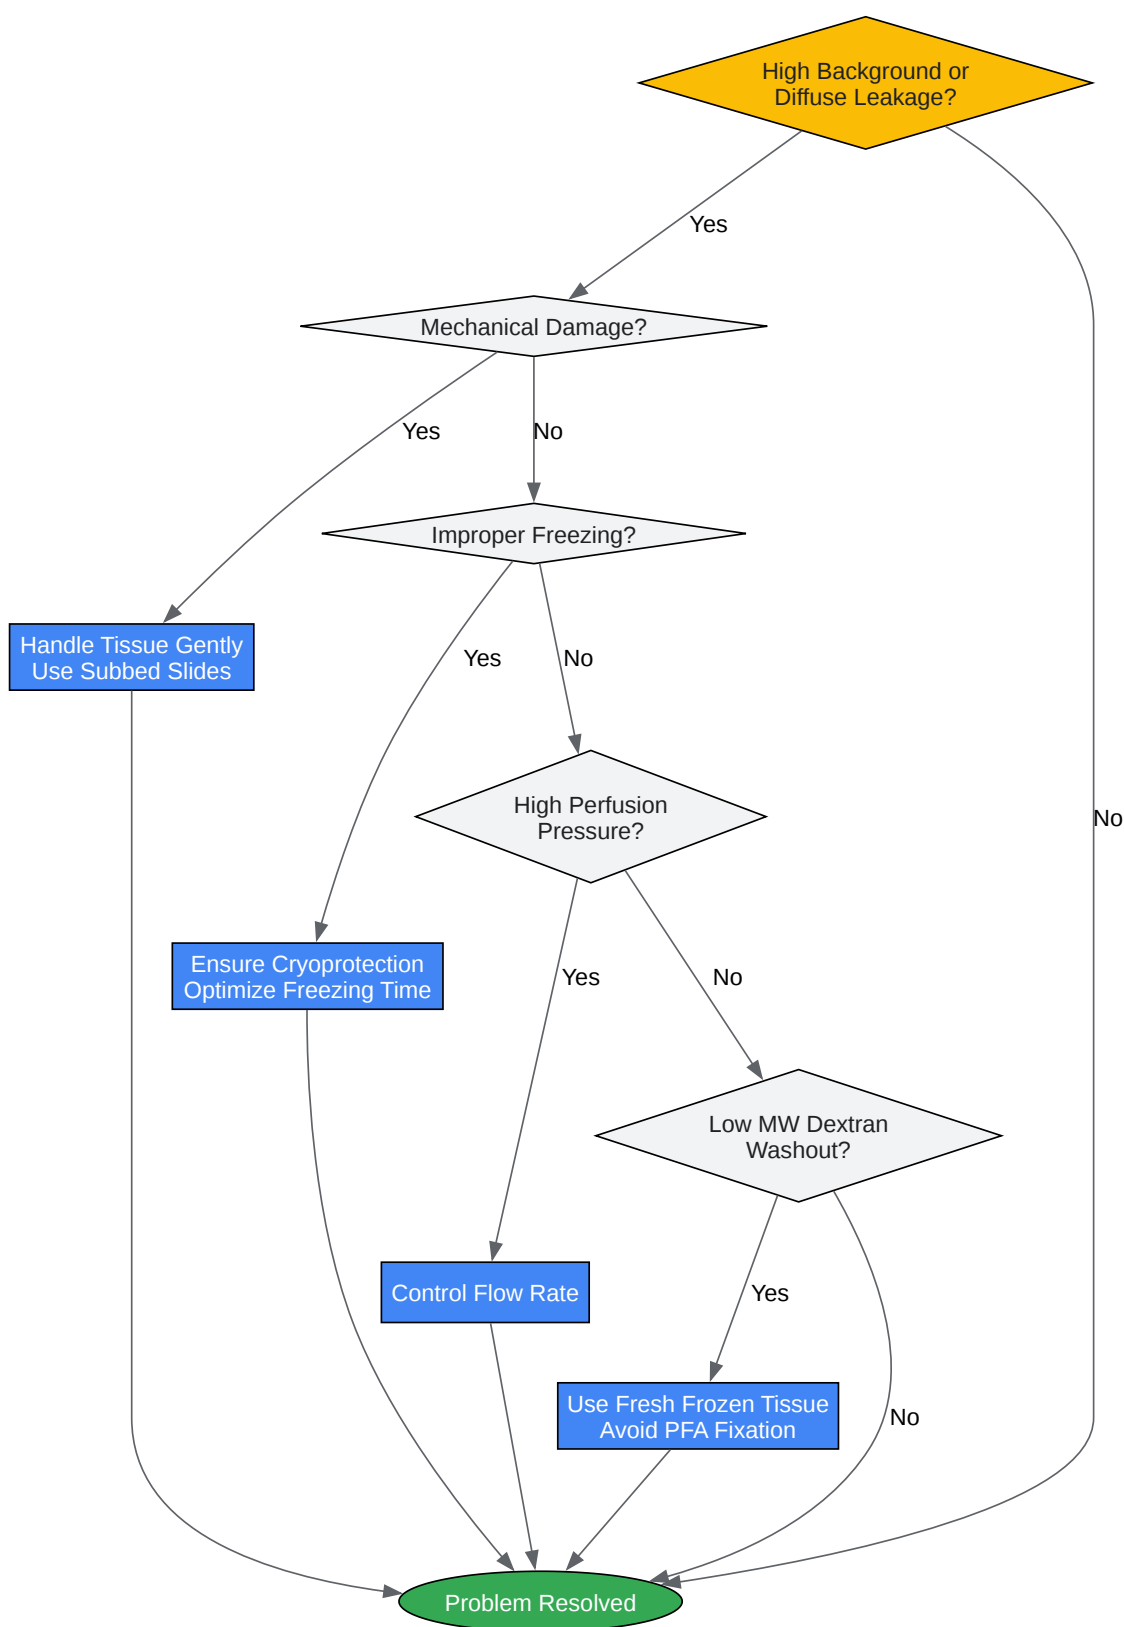 High Background or
Diffuse Leakage?
Yes
Mechanical Damage?
Yes
No
Improper Freezing?
Handle Tissue Gently
Use Subbed Slides
Yes
No
High Perfusion
Pressure?
No
Ensure Cryoprotection
Optimize Freezing Time
Yes
No
Low MW Dextran
Washout?
Control Flow Rate
Yes
Use Fresh Frozen Tissue
Avoid PFA Fixation
No
Problem Resolved